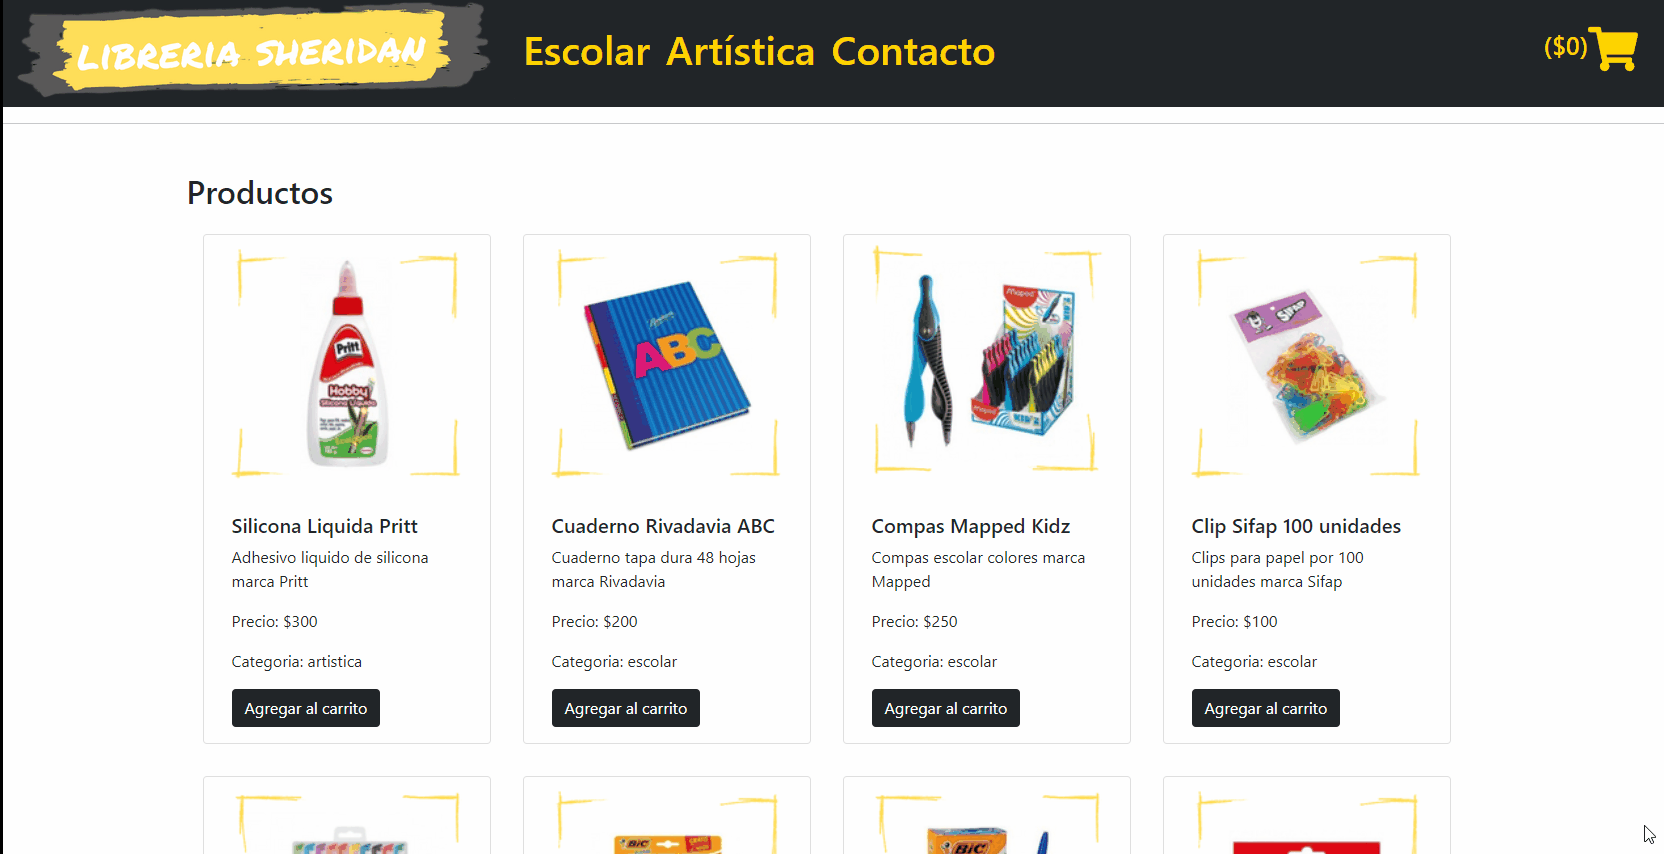 LIBRERIA SHERIDAN
Escolar Artística Contacto
($0)
Productos
Pritt
Hobby
Silicona Liquida
ABC
Maped
Maped
KID'Z
SIFAP
Silicona Liquida Pritt
Adhesivo liquido de silicona
marca Pritt
Precio: $300
Categoria: artistica
Agregar al carrito
Cuaderno Rivadavia ABC
Cuaderno tapa dura 48 hojas
marca Rivadavia
Precio: $200
Categoria: escolar
Agregar al carrito
Compas Mapped Kidz
Compas escolar colores marca
Mapped
Precio: $250
Categoria: escolar
Agregar al carrito
Clip Sifap 100 unidades
Clips para papel por 100
unidades marca Sifap
Precio: $100
Categoria: escolar
Agregar al carrito
BIC
BIC